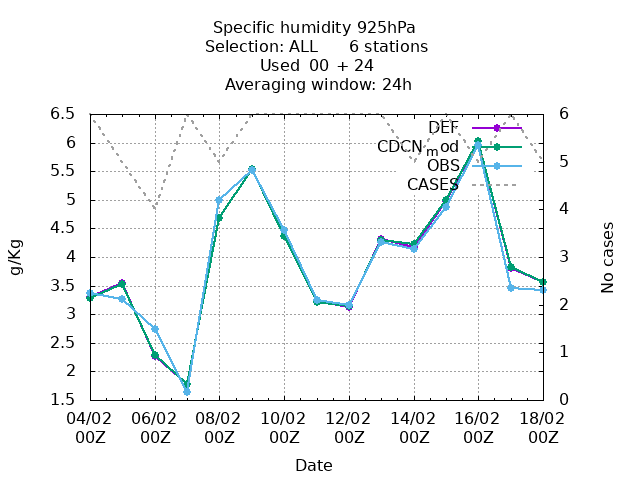 Specific humidity 925hPa
Selection: ALL 6 stations
Used 00 + 24
Averaging window: 24h
6.5
6
5.5
5
4.5
4
3.5
3
2.5
2
1.5
g/Kg
6
5
4
3
2
1
0
No cases
DEF
CDCNmod
OBS
CASES
04/02 06/02 08/02 10/02 12/02 14/02 16/02 18/02
00Z 00Z 00Z 00Z 00Z 00Z 00Z 00Z
Date